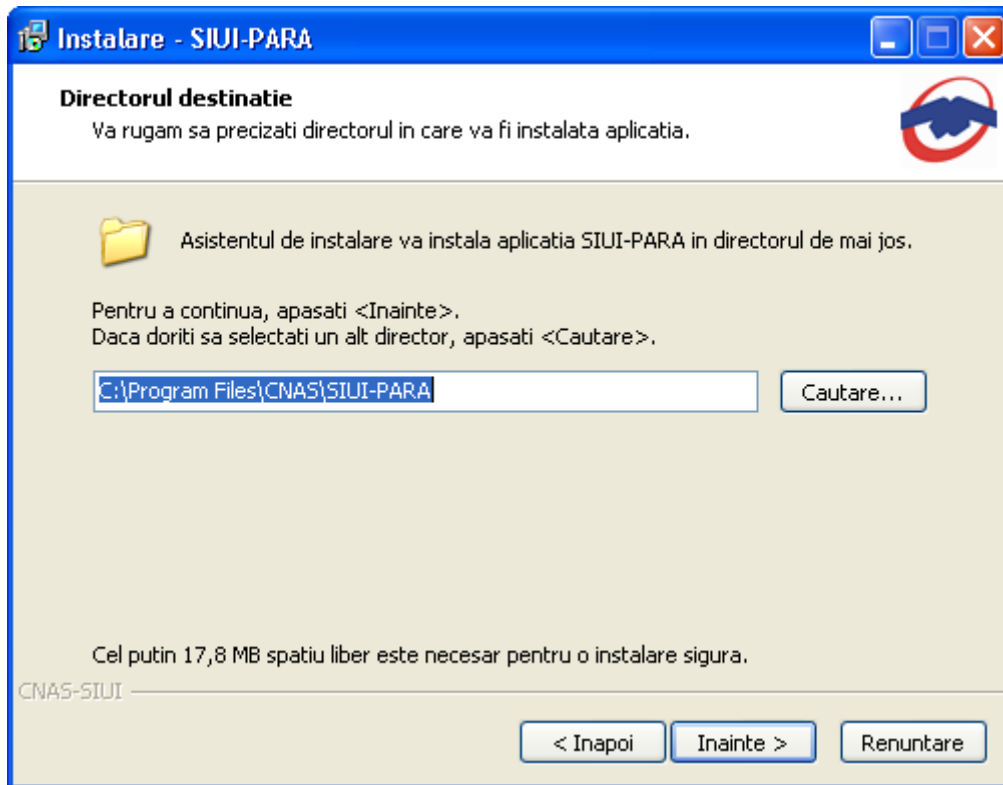 Instalare - SIUI-PARA
Directorul destinatie
Va rugam sa precizati directorul in care va fi instalata aplicatia.
Asistentul de instalare va instala aplicatia SIUI-PARA in directorul de mai jos.
Pentru a continua, apasati <Inainte>.
Daca doriti sa selectati un alt director, apasati <Cautare>.
C:\Program Files\CNAS\SIUI-PARA
Cautare...
Cel putin 17,8 MB spatiu liber este necesar pentru o instalare sigura.
CNAS-SIUI
< Inapoi
Inainte >
Renuntare